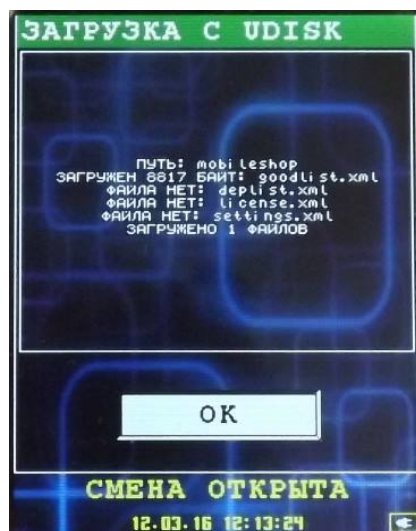 ЗАГРУЗКА С UDISK
ПУТЬ: mobileshop
ЗАГРУЖЕН 8817 БАЙТ: goodlist.xml
ФАЙЛА НЕТ: deplist.xml
ФАЙЛА НЕТ: license.xml
ФАЙЛА НЕТ: settings.xml
ЗАГРУЖЕНО 1 ФАЙЛОВ
OK
СМЕНА ОТКРЫТА
12.03.16 12:13:24